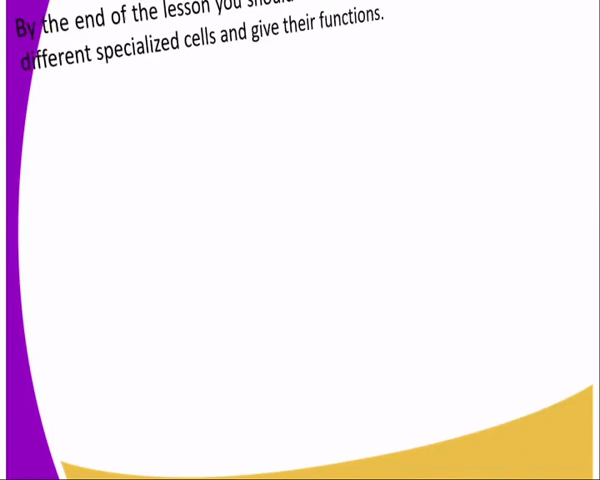 By the end of the lesson you should
different specialized cells and give their functions.